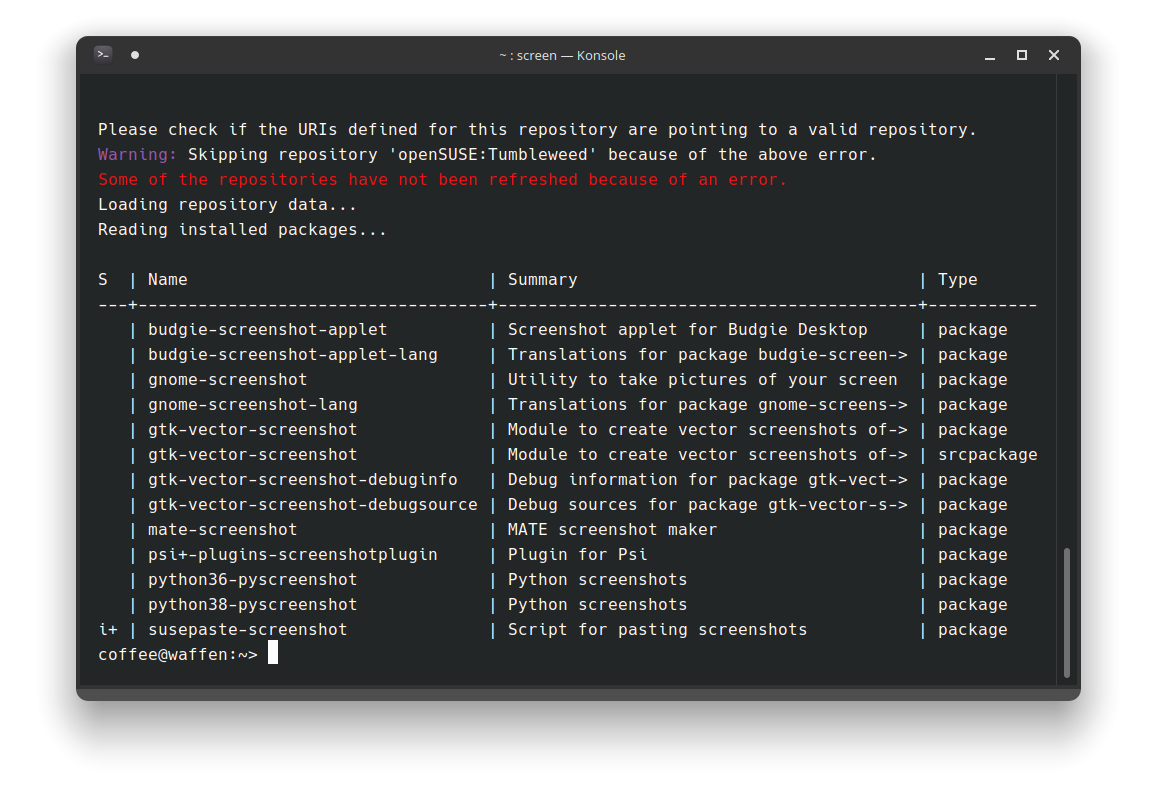 ~ : screen — Konsole
Please check if the URIs defined for this repository are pointing to a valid repository.
Warning: Skipping repository 'openSUSE:Tumbleweed' because of the above error.
Some of the repositories have not been refreshed because of an error.
Loading repository data...
Reading installed packages...
S  | Name                              | Summary                                  | Type
---+-----------------------------------+------------------------------------------+-----------
   | budgie-screenshot-applet          | Screenshot applet for Budgie Desktop     | package
   | budgie-screenshot-applet-lang     | Translations for package budgie-screen-> | package
   | gnome-screenshot                  | Utility to take pictures of your screen  | package
   | gnome-screenshot-lang             | Translations for package gnome-screens-> | package
   | gtk-vector-screenshot             | Module to create vector screenshots of-> | package
   | gtk-vector-screenshot             | Module to create vector screenshots of-> | srcpackage
   | gtk-vector-screenshot-debuginfo   | Debug information for package gtk-vect-> | package
   | gtk-vector-screenshot-debugsource | Debug sources for package gtk-vector-s-> | package
   | mate-screenshot                   | MATE screenshot maker                    | package
   | psi+-plugins-screenshotplugin     | Plugin for Psi                           | package
   | python36-pyscreenshot             | Python screenshots                       | package
   | python38-pyscreenshot             | Python screenshots                       | package
i+ | susepaste-screenshot              | Script for pasting screenshots           | package
coffee@waffen:~>